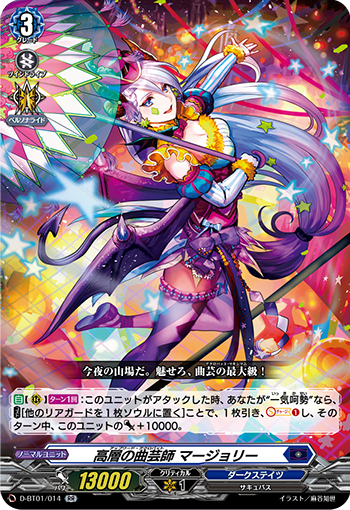 3
グレード
ツインドライブ
ペルソナライド
今夜の山場だ。魅せろ、曲芸の最大級!
【(R)】【ターン1回】:このユニットがアタックした時、あなたが“一気呵勢”なら、
[他のリアガードを1枚ソウルに置く]ことで、1枚引き、(チャージ)1し、そのターン中、このユニットの+10000。
ノーマルユニット
高層の曲芸師 マージョリー
パワー 13000
クリティカル
1
ダークステイツ
サキュバス
D-BT01/014 RR
イラスト/麻谷知世